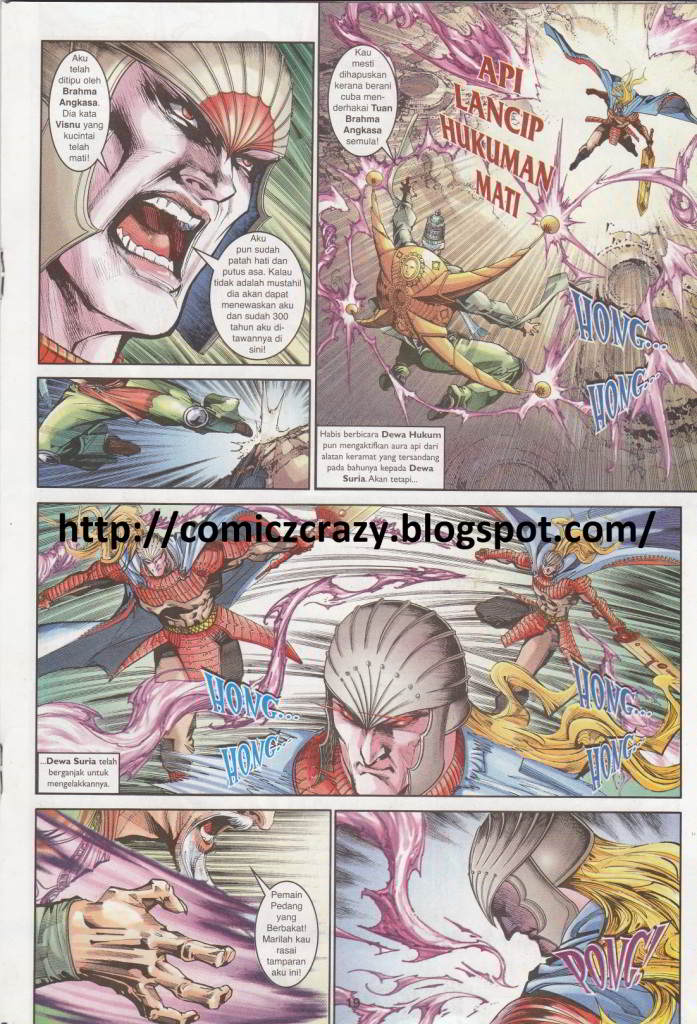 Aku
telah
ditipu oleh
Brahma
Angkasa.
Dia kata
Visnu yang
kucintai
telah
mati!
Aku
pun sudah
patah hati dan
putus asa. Kalau
tidak adalah mustahil
dia akan dapat
menewaskan aku
dan sudah 300
tahun aku di-
tawannya di
sini!
Kau
mesti
dihapuskan
kerana berani
cuba men-
derhakai Tuan
Brahma
Angkasa
semula!
API
LANCIP
HUKUMAN
MATI
HONG...
HONG...
Habis berbicara Dewa Hukum
pun mengaktifkan aura api dari
alatan keramat yang tersandang
pada bahunya kepada Dewa
Suria. Akan tetapi...
http://comiczcrazy.blogspot.com/
HONG...
HONG...
HONG...
HONG...
...Dewa Suria telah
berganjak untuk
mengelakkannya.
Pemain
Pedang
yang
Berbakat!
Marilah kau
rasai
tamparan
aku ini!
PONG!
19